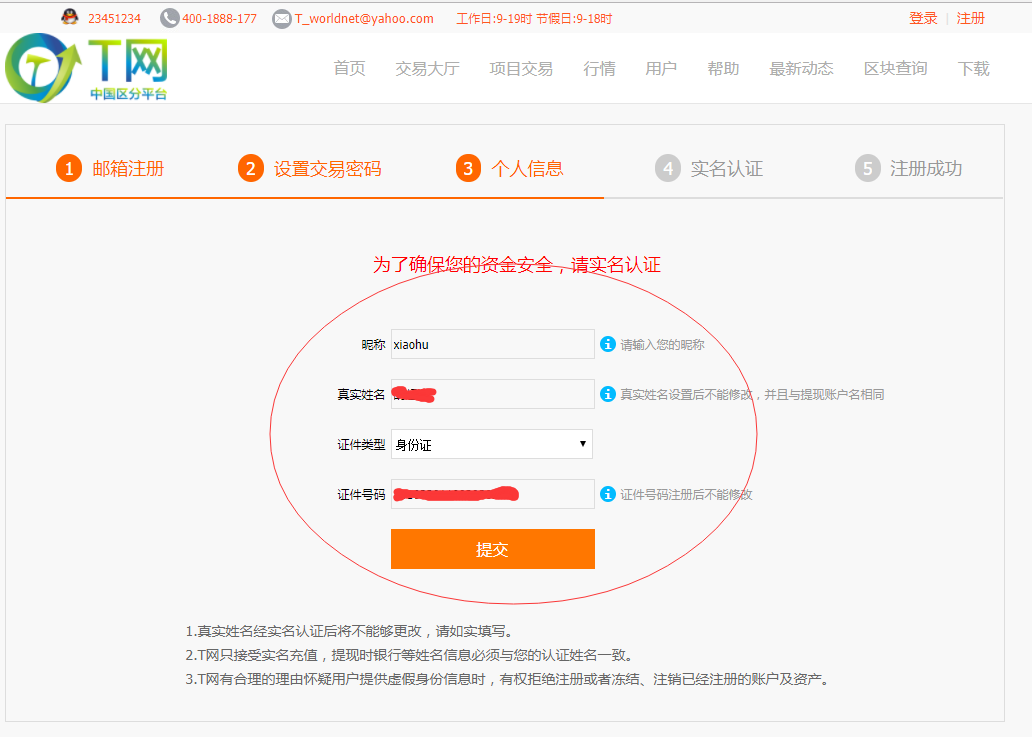 23451234 400-1888-177 T_worldnet@yahoo.com 工作日:9-19时 节假日:9-18时 登录 | 注册
T网
中国区分平台
首页 交易大厅 项目交易 行情 用户 帮助 最新动态 区块查询 下载
1 邮箱注册 2 设置交易密码 3 个人信息 4 实名认证 5 注册成功
为了确保您的资金安全，请实名认证
昵称 xiaohu 请输入您的昵称
真实姓名 真实姓名设置后不能修改，并且与提现账户名相同
证件类型 身份证
证件号码 证件号码注册后不能修改
提交
1.真实姓名经实名认证后将不能够更改，请如实填写。
2.T网只接受实名充值，提现时银行等姓名信息必须与您的认证姓名一致。
3.T网有合理的理由怀疑用户提供虚假身份信息时，有权拒绝注册或者冻结、注销已经注册的账户及资产。